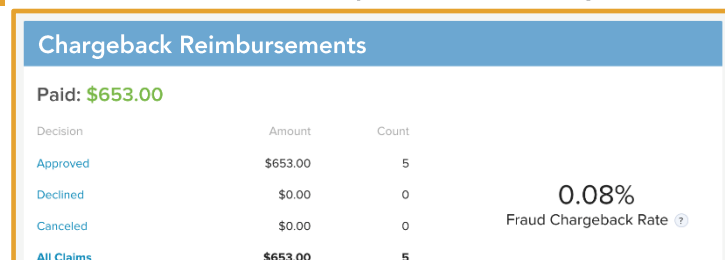 Chargeback Reimbursements
Paid: $653.00
Decision Amount Count
Approved $653.00 5
Declined $0.00 0
0.08%
Fraud Chargeback Rate ?
Canceled $0.00 0
All Claims $653.00 5